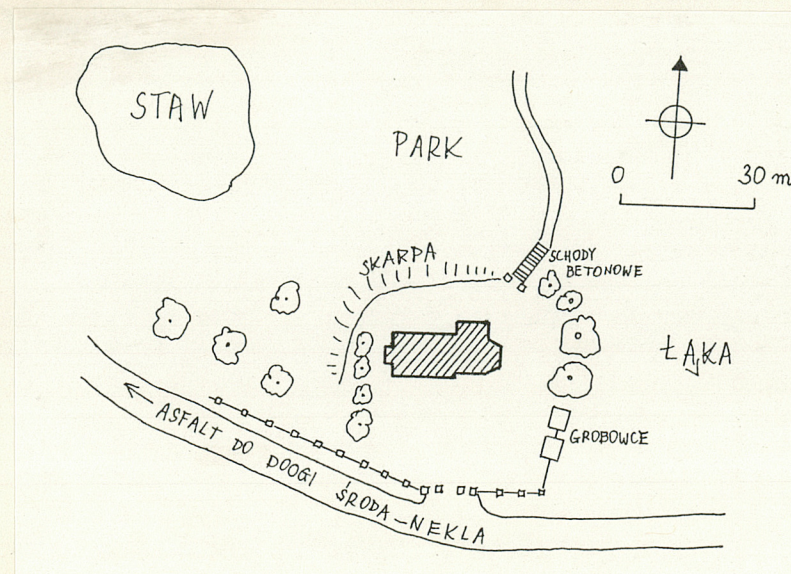 STAW
PARK
0 30 m
SKARPA
SCHODY
BETONOWE
ŁĄKA
GROBOWCE
ASFALT DO DOOGI ŚRODA-NEKLA